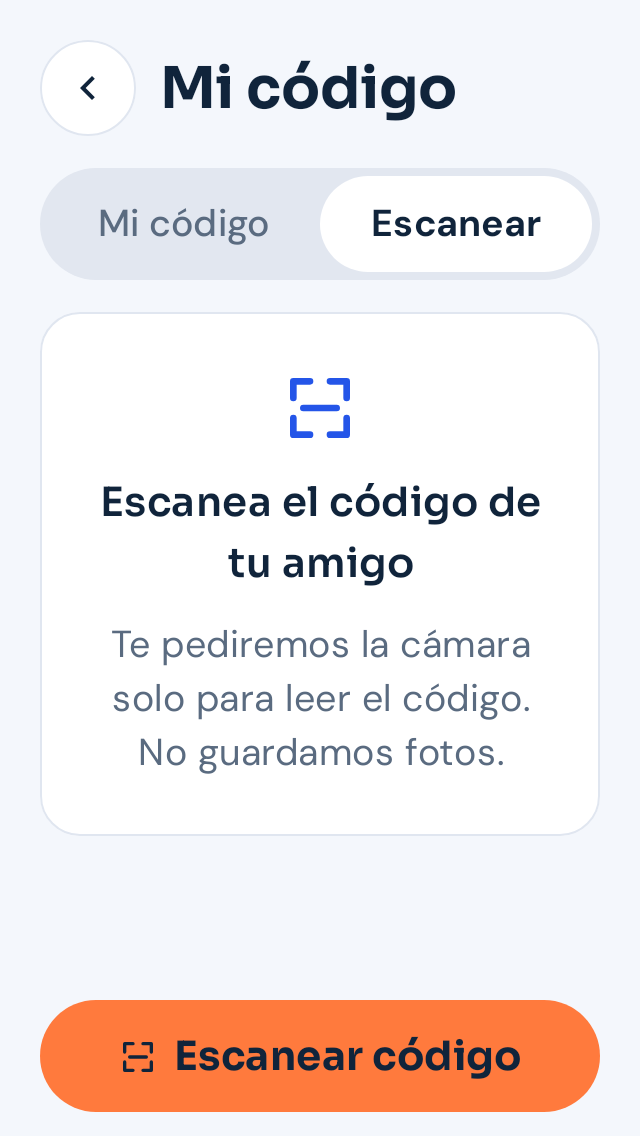 Mi código
Mi código
Escanear
Escanea el código de
tu amigo
Te pediremos la cámara
solo para leer el código.
No guardamos fotos.
Escanear código